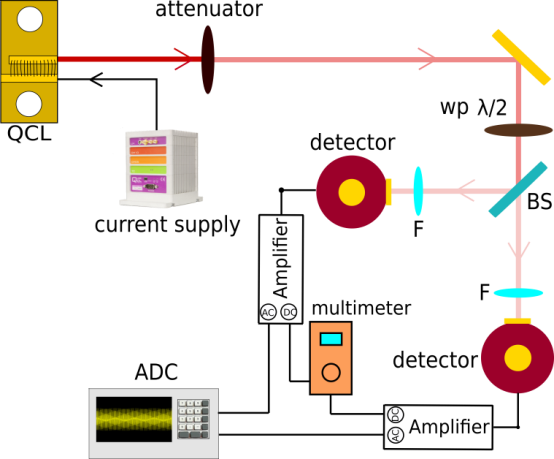 attenuator
QCL
wp λ/2
detector
BS
current supply
F
Amplifier
AC
DC
F
multimeter
detector
ADC
DC
AC
Amplifier